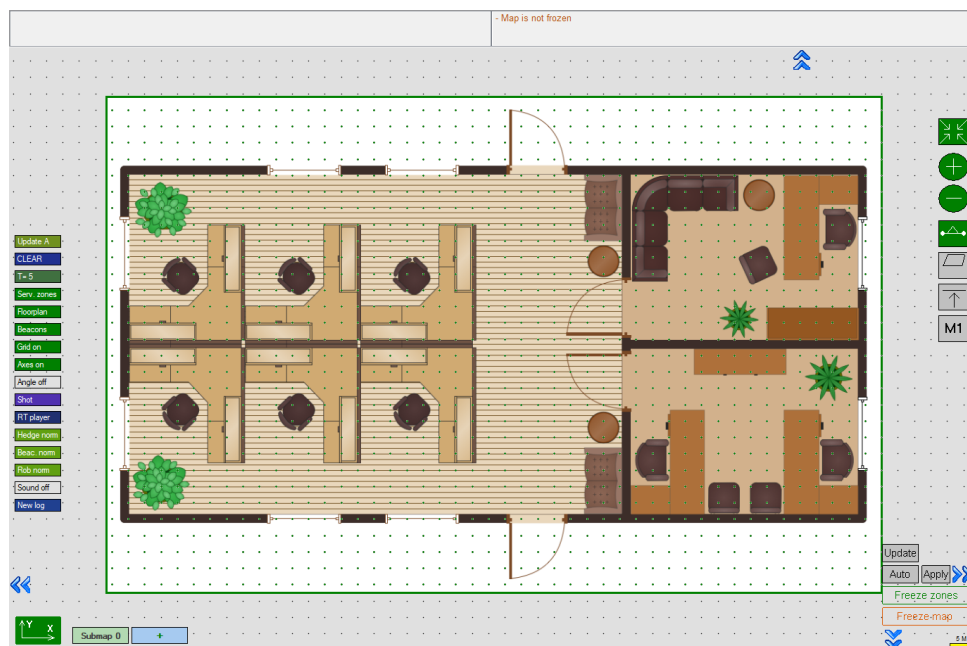 - Map is not frozen
Update A
CLEAR
T= 5
Serv. zones
Floorplan
Beacons
Grid on
Axes on
Angle off
Shot
RT player
Hedge norm
Beac. norm
Rob norm
Sound off
New log
M1
Update
Auto Apply
Freeze zones
Freeze map
Y X
Submap 0 +
5 M